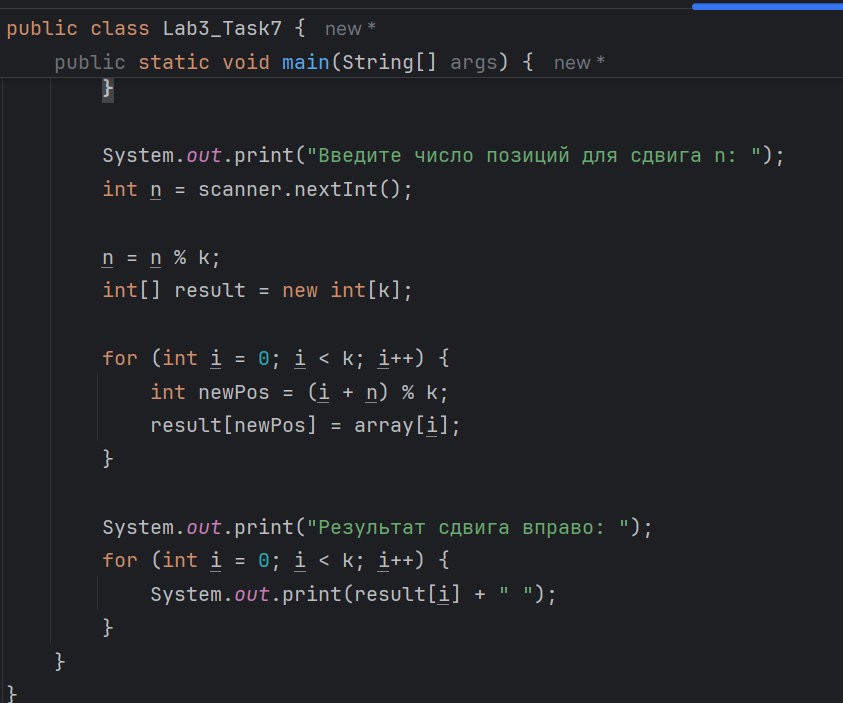 public class Lab3_Task7 { new *
    public static void main(String[] args) { new *
        }
        System.out.print("Введите число позиций для сдвига n: ");
        int n = scanner.nextInt();
        n = n % k;
        int[] result = new int[k];
        for (int i = 0; i < k; i++) {
            int newPos = (i + n) % k;
            result[newPos] = array[i];
        }
        System.out.print("Результат сдвига вправо: ");
        for (int i = 0; i < k; i++) {
            System.out.print(result[i] + " ");
        }
    }
}